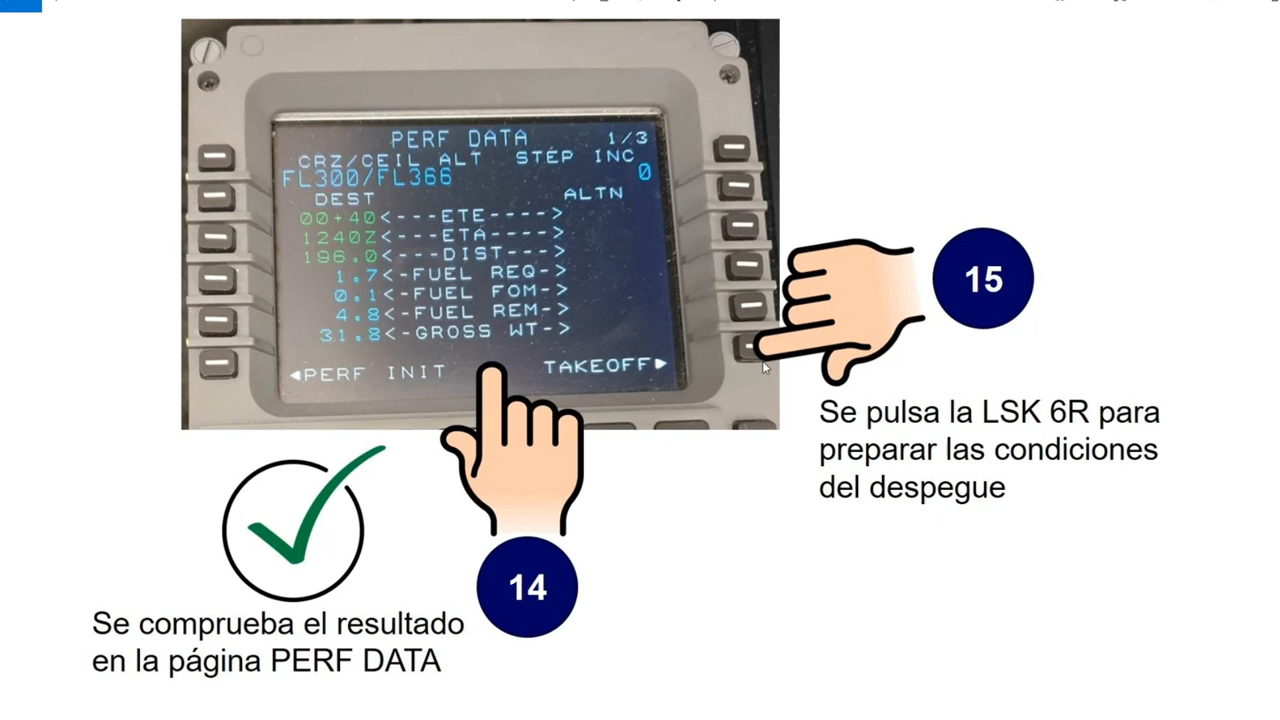 PERF DATA 1/3
CRZ/CEIL ALT STEP INC
FL300/FL366 0
DEST ALTN
00+40<---ETE---->
1240Z<---ETA---->
196.0<---DIST--->
1.7<-FUEL REQ->
0.1<-FUEL FOM->
4.8<-FUEL REM->
31.8<-GROSS WT->
◂PERF INIT TAKEOFF▸
15
Se pulsa la LSK 6R para
preparar las condiciones
del despegue
14
Se comprueba el resultado
en la página PERF DATA